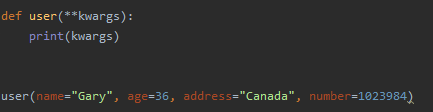 def user(**kwargs):
    print(kwargs)
user(name="Gary", age=36, address="Canada", number=1023984)